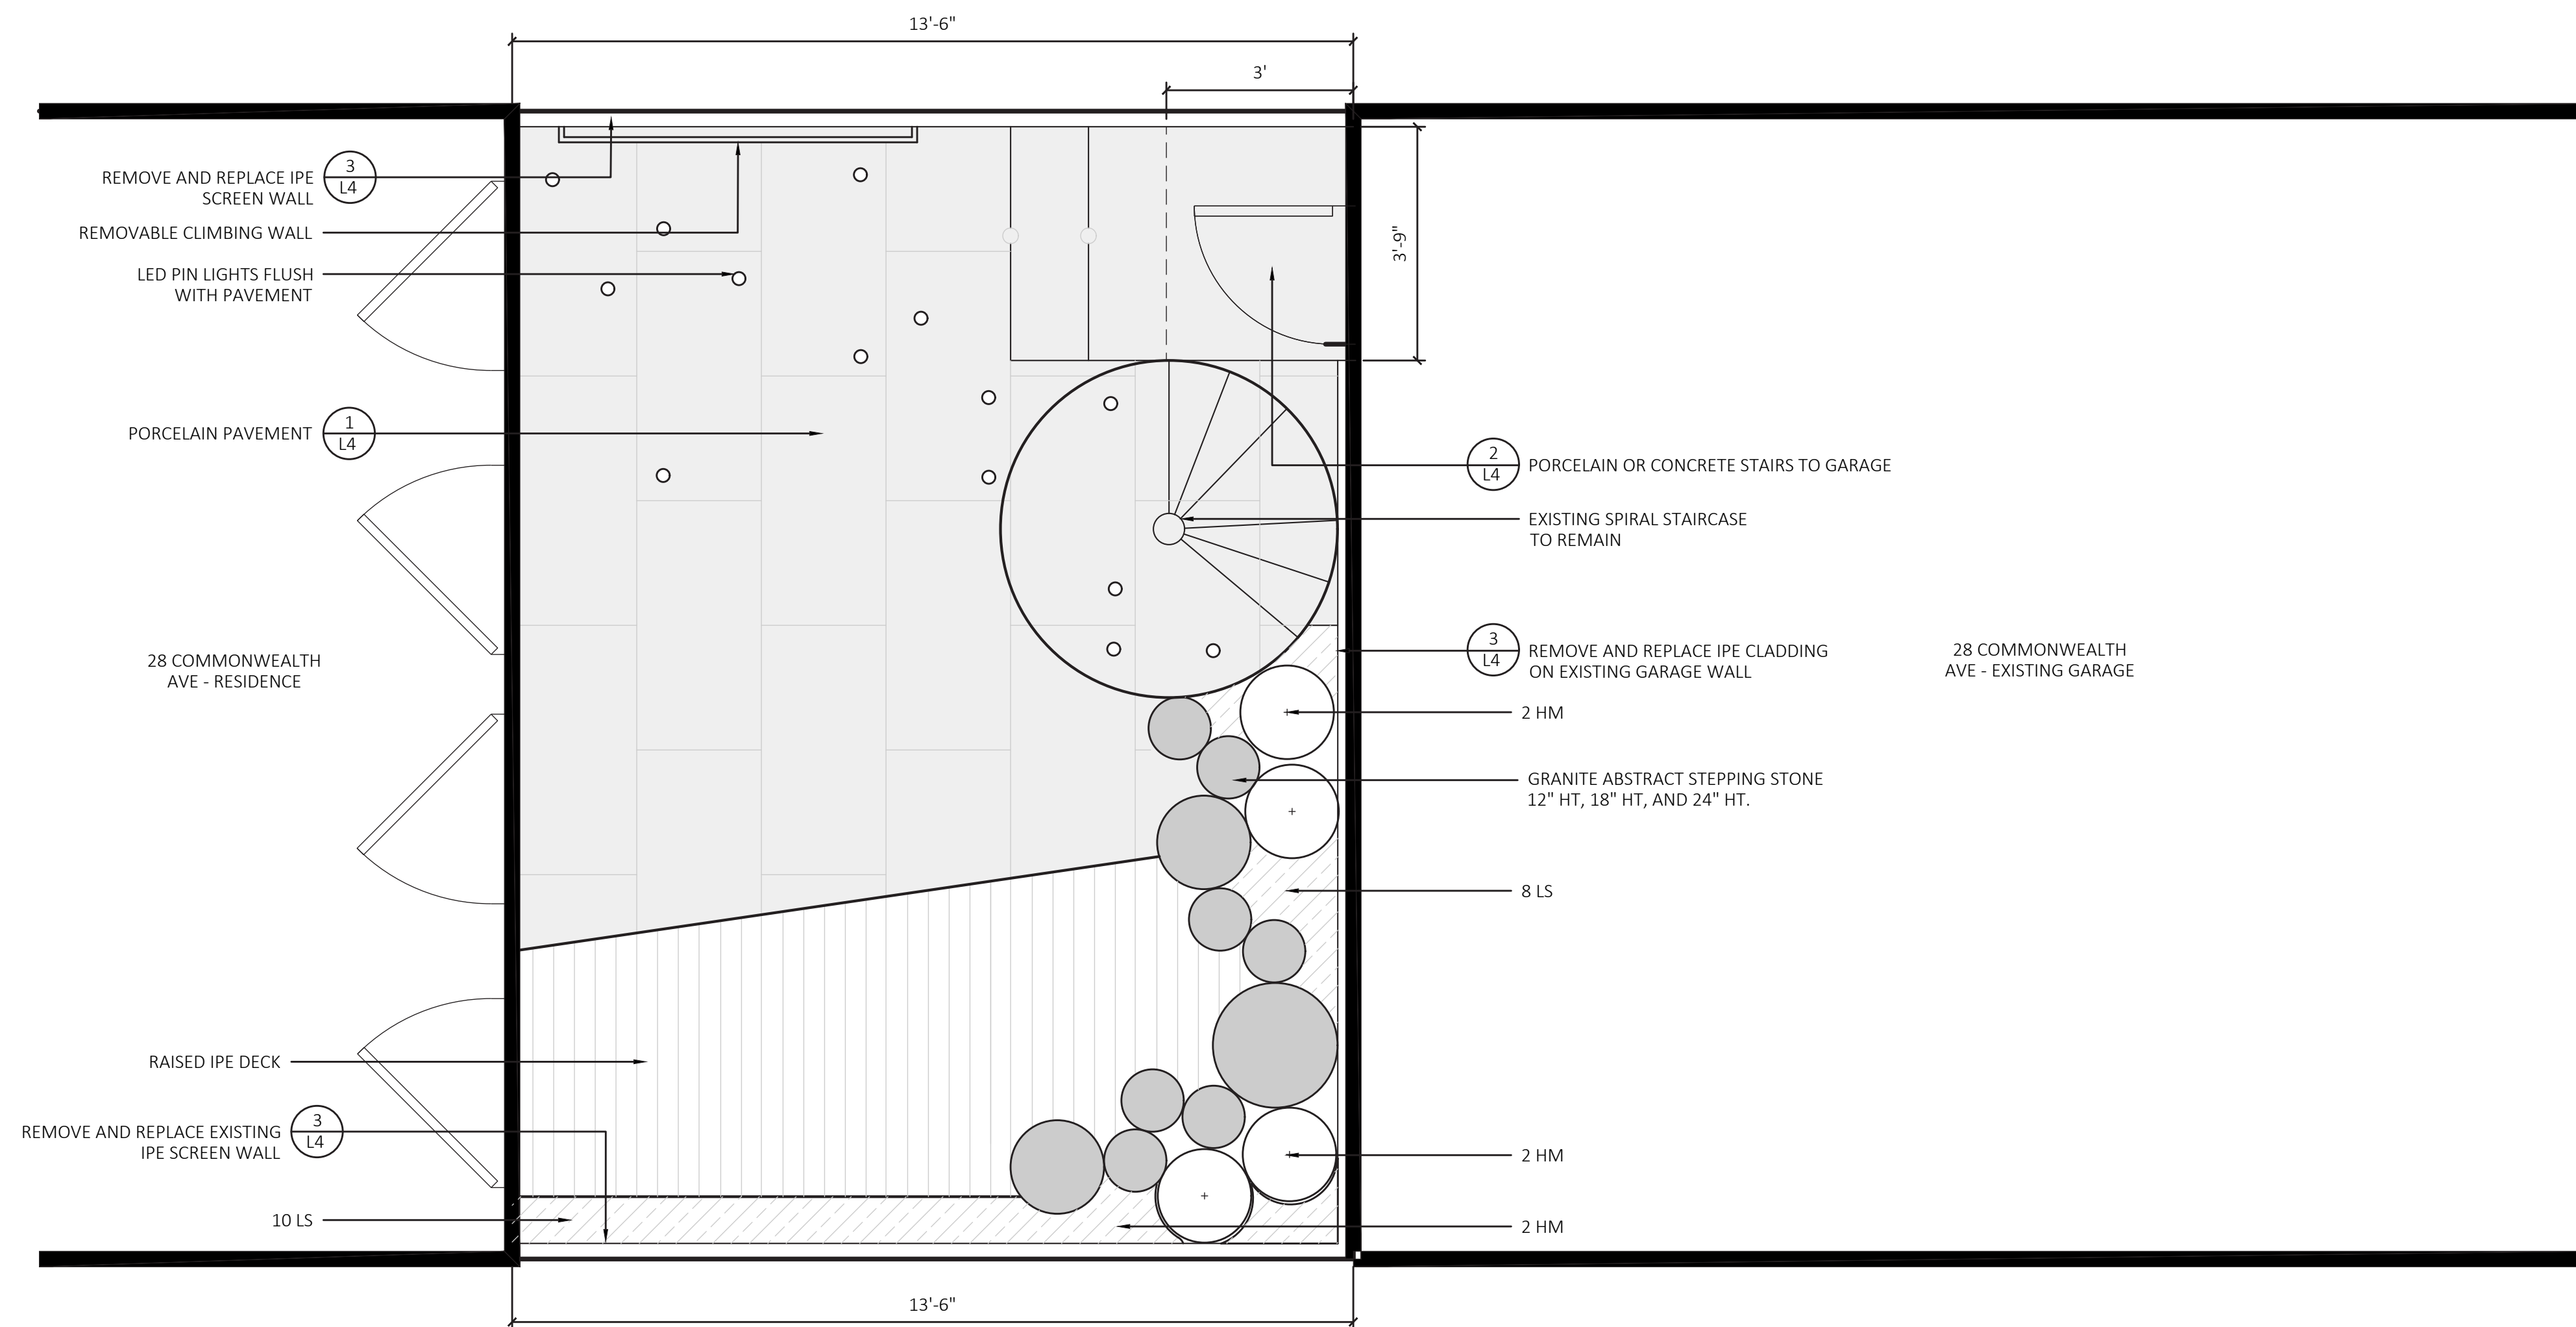 13'-6"
3'
3
L4
REMOVE AND REPLACE IPE
SCREEN WALL
REMOVABLE CLIMBING WALL
LED PIN LIGHTS FLUSH
WITH PAVEMENT
3'-9"
1
L4
PORCELAIN PAVEMENT
2
L4
PORCELAIN OR CONCRETE STAIRS TO GARAGE
EXISTING SPIRAL STAIRCASE
TO REMAIN
28 COMMONWEALTH
AVE - RESIDENCE
3
L4
REMOVE AND REPLACE IPE CLADDING
ON EXISTING GARAGE WALL
28 COMMONWEALTH
AVE - EXISTING GARAGE
2 HM
GRANITE ABSTRACT STEPPING STONE
12" HT, 18" HT, AND 24" HT.
8 LS
RAISED IPE DECK
3
L4
REMOVE AND REPLACE EXISTING
IPE SCREEN WALL
2 HM
10 LS
2 HM
13'-6"